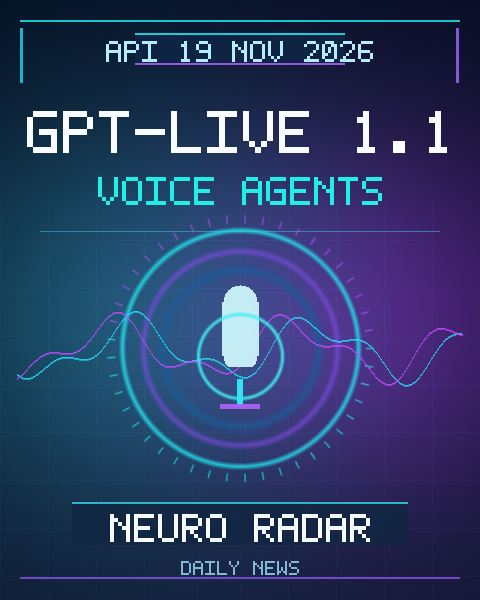 API 19 NOV 2026
GPT-LIVE 1.1
VOICE AGENTS
NEURO RADAR
DAILY NEWS